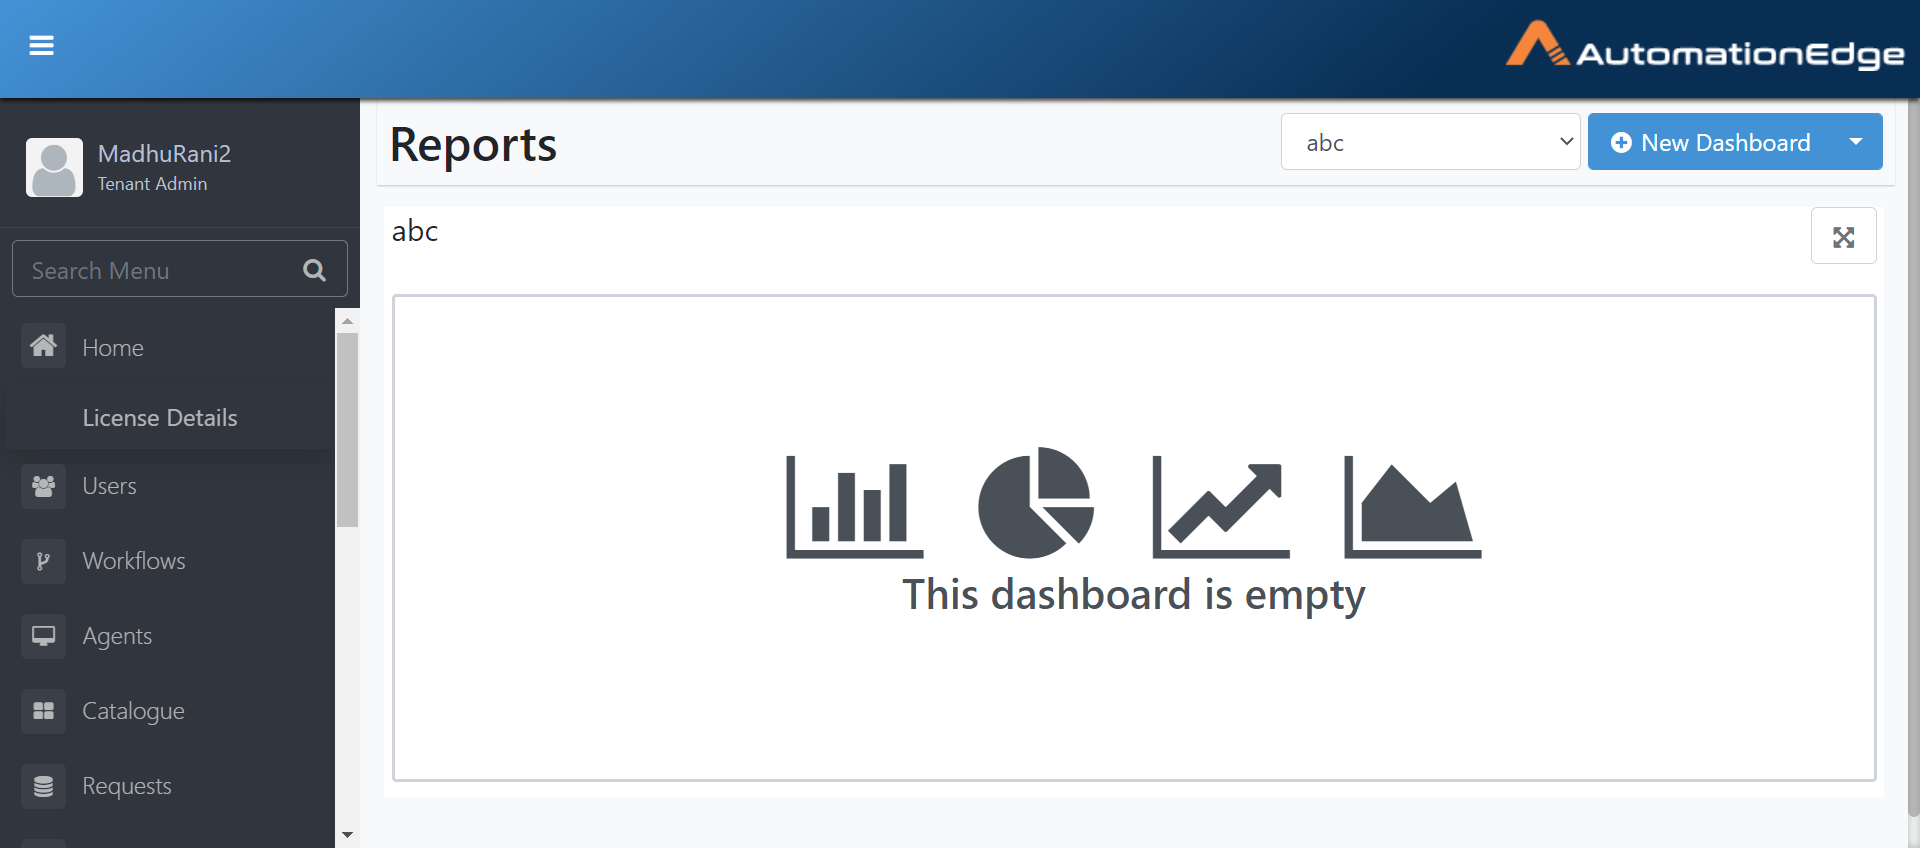 AutomationEdge
MadhuRani2
Tenant Admin
Search Menu
Home
License Details
Users
Workflows
Agents
Catalogue
Requests
Reports
abc
New Dashboard
abc
This dashboard is empty